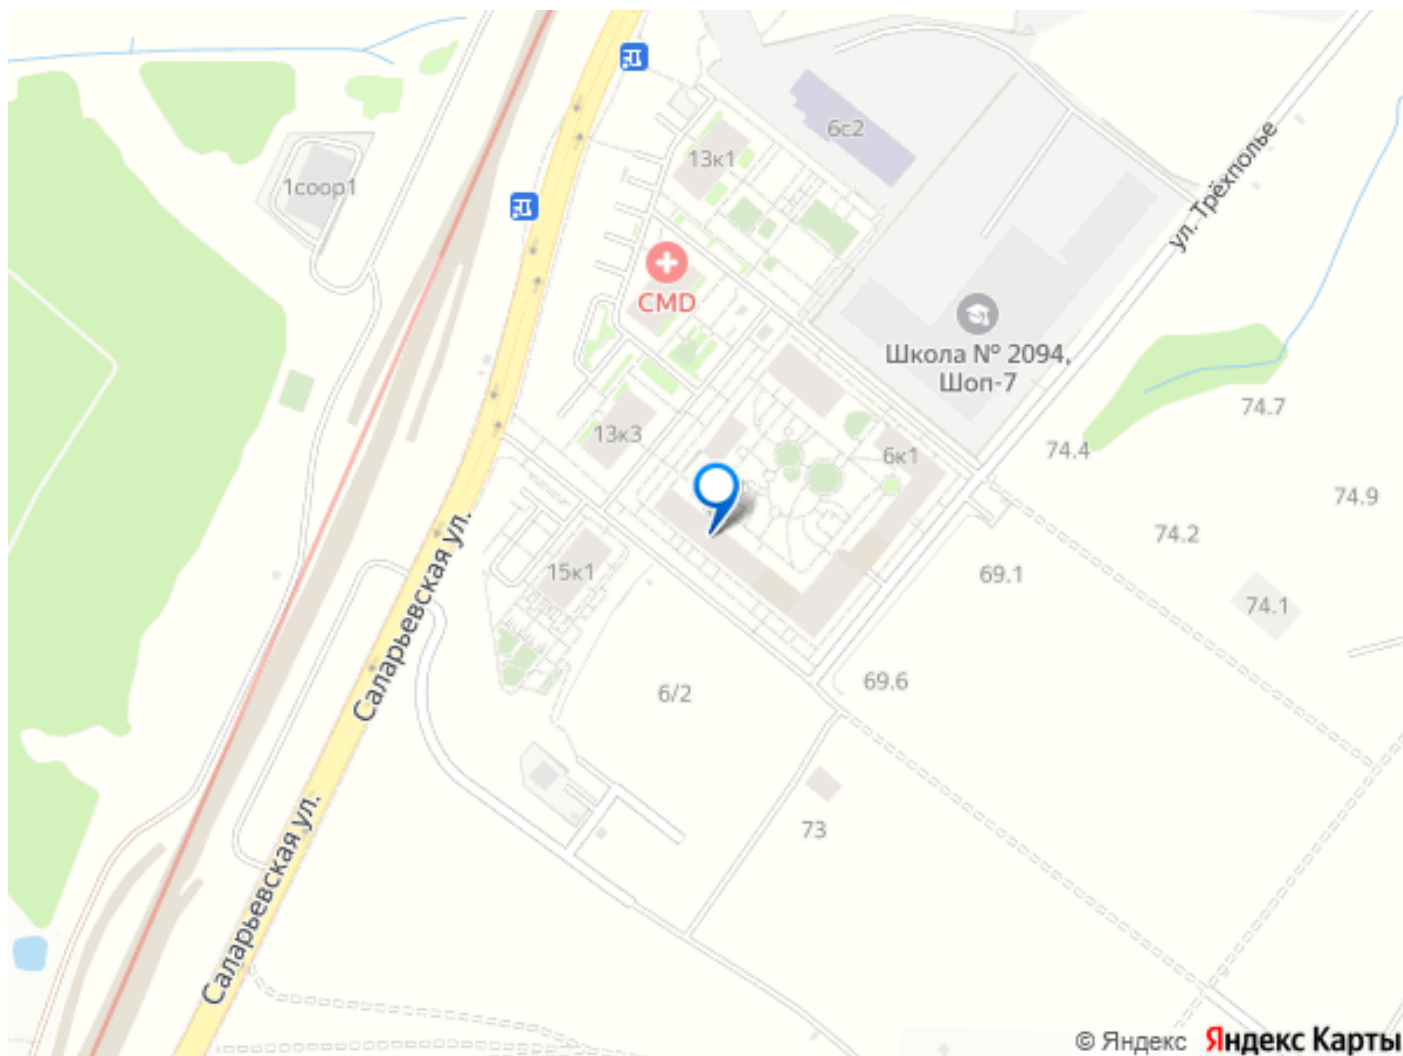 6с2
ул. Трёхполье
13к1
1соор1
CMD
Школа № 2094,
Шоп-7
74.7
13к3
6к1
74.4
74.9
74.2
15к1
69.1
74.1
Саларьевская ул.
69.6
6/2
73
Саларьевская ул.
© Яндекс Яндекс Карты